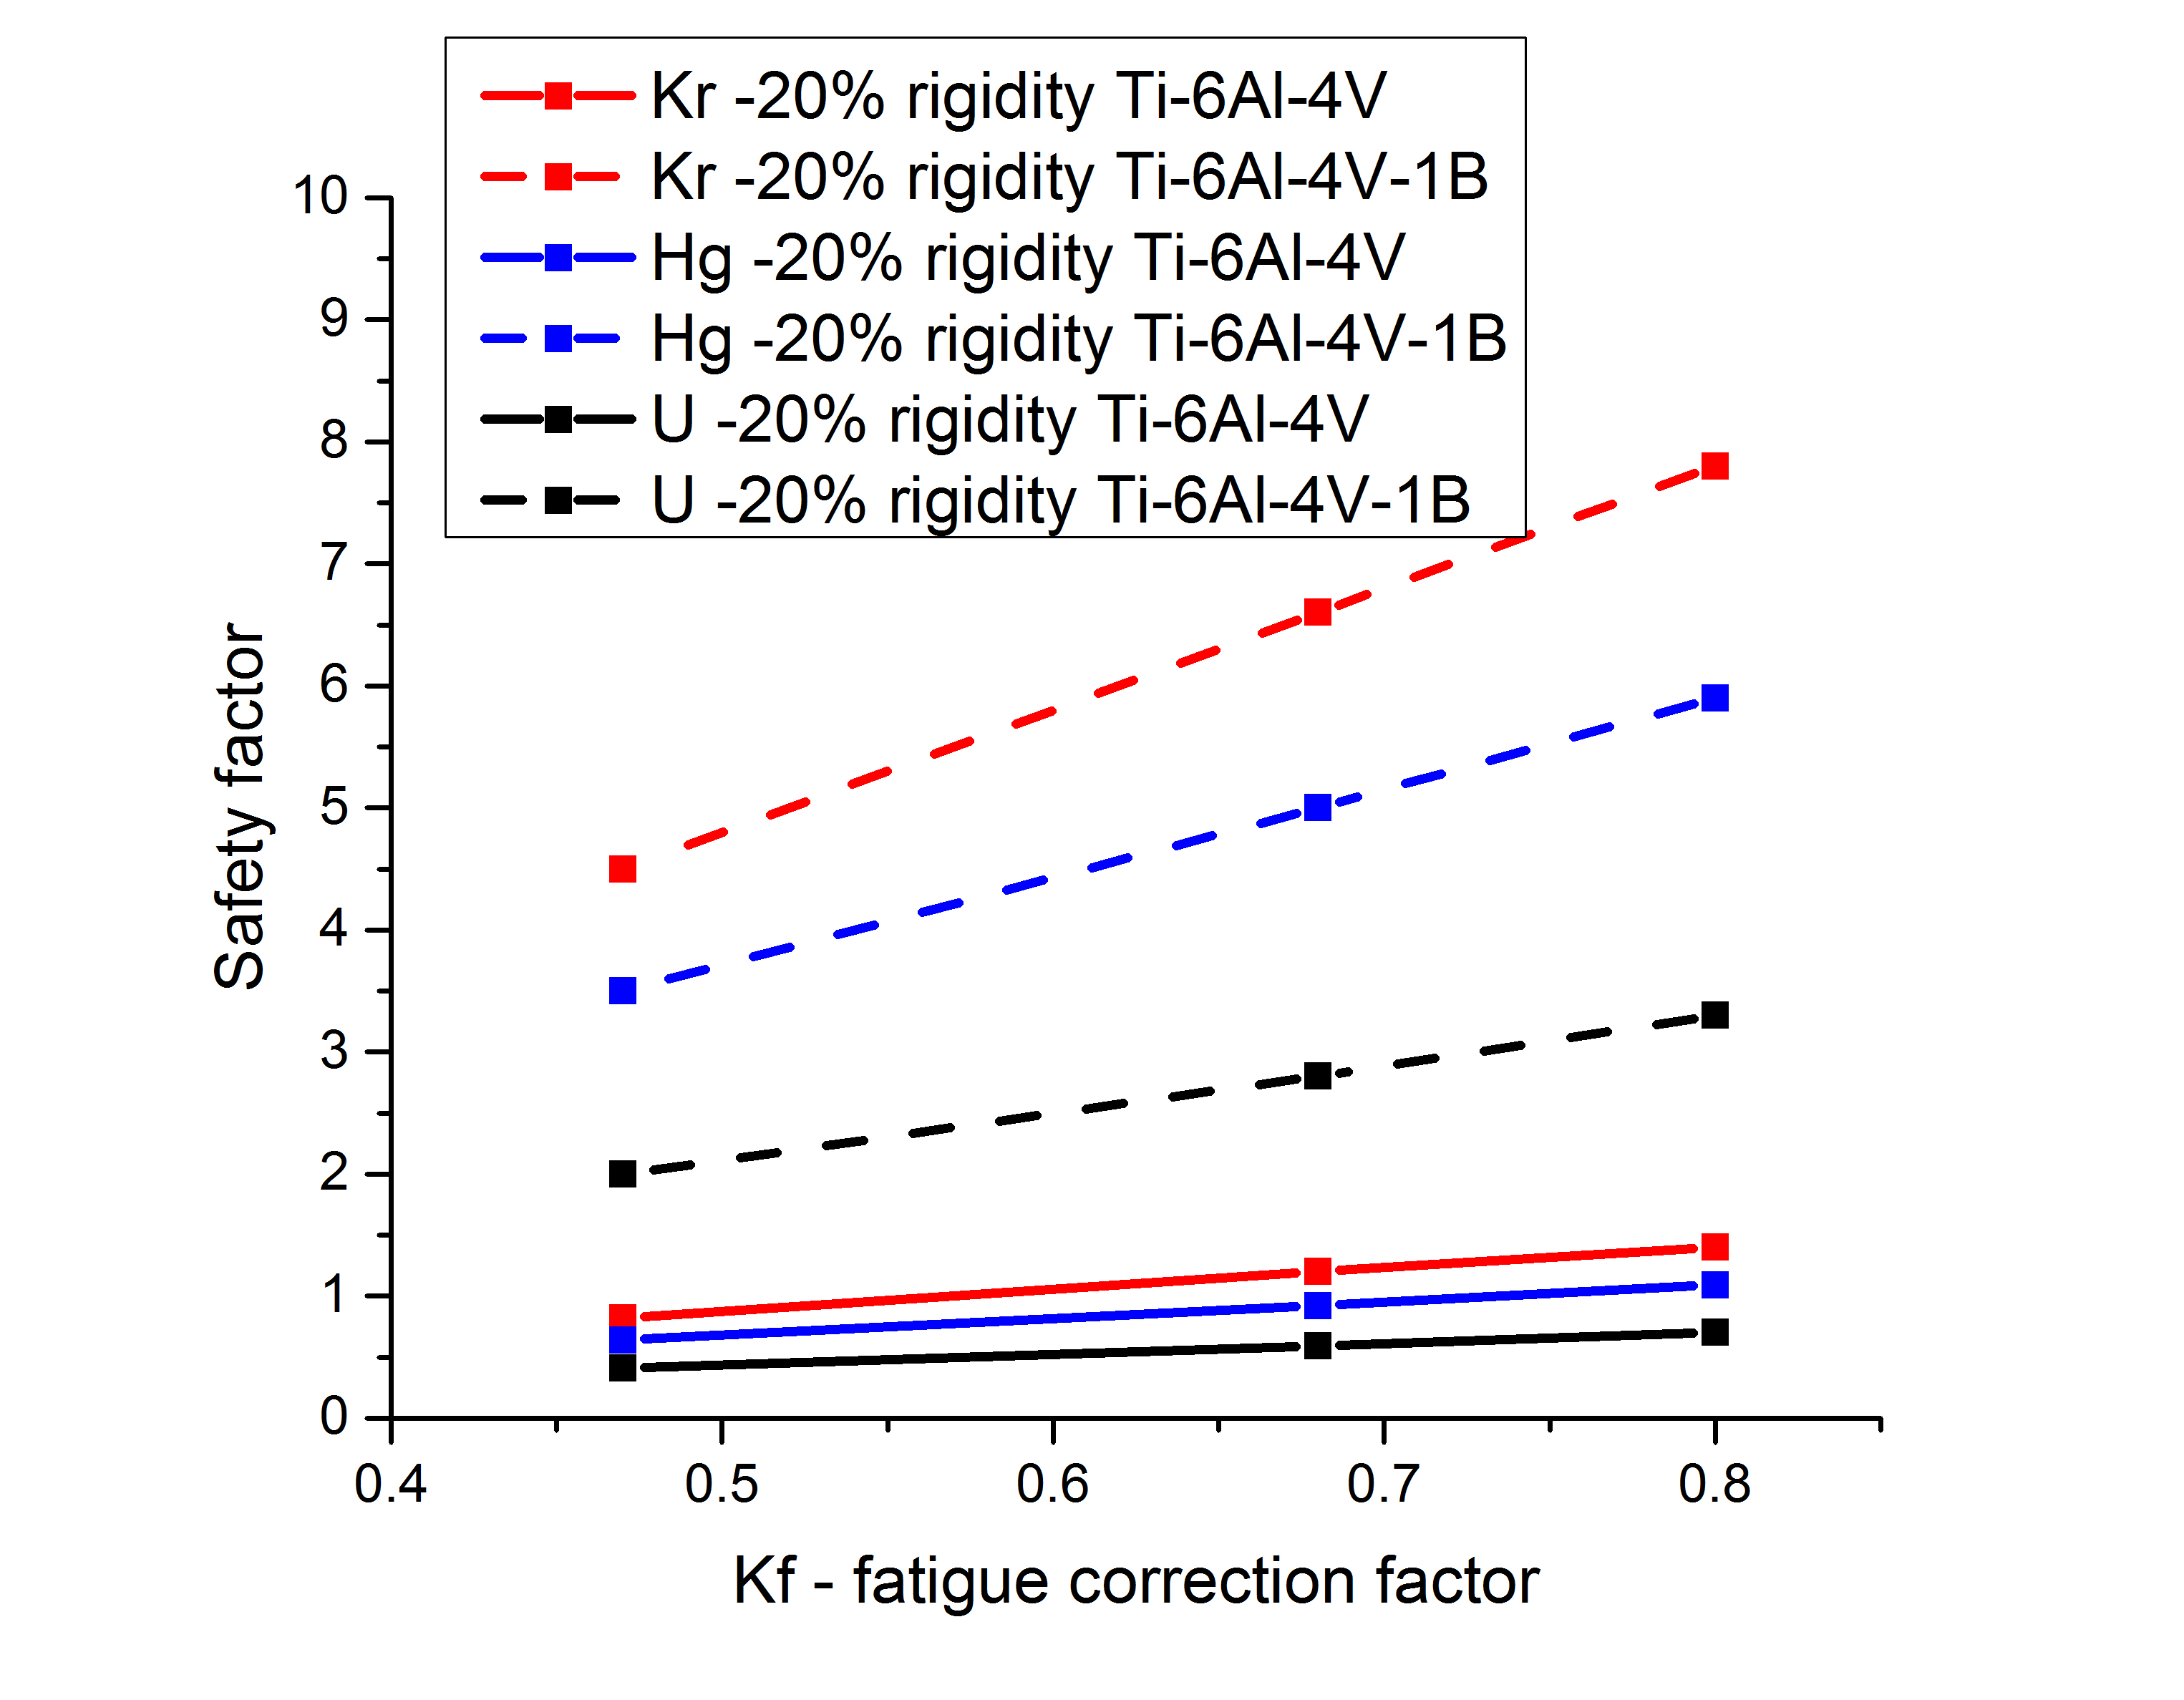 Kr -20% rigidity Ti-6Al-4V
Kr -20% rigidity Ti-6Al-4V-1B
Hg -20% rigidity Ti-6Al-4V
Hg -20% rigidity Ti-6Al-4V-1B
U -20% rigidity Ti-6Al-4V
U -20% rigidity Ti-6Al-4V-1B
10
9
8
7
6
5
4
3
2
1
0
Safety factor
0.4 0.5 0.6 0.7 0.8
Kf - fatigue correction factor